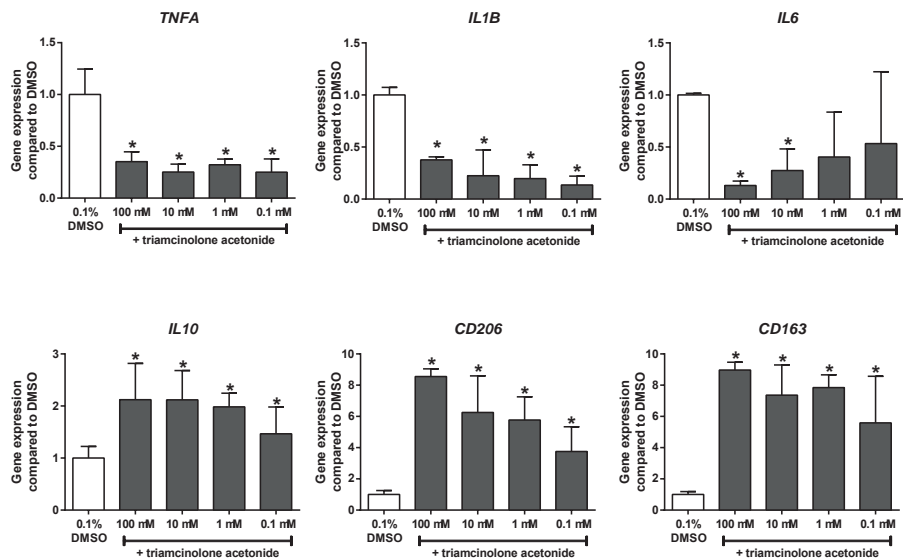 TNFA
Gene expression
compared to DMSO
1.5
1.0
0.5
0.0
* * * *
0.1%
DMSO
100 mM 10 mM 1 mM 0.1 mM
+ triamcinolone acetonide
IL1B
Gene expression
compared to DMSO
1.5
1.0
0.5
0.0
* * * *
0.1%
DMSO
100 mM 10 mM 1 mM 0.1 mM
+ triamcinolone acetonide
IL6
Gene expression
compared to DMSO
1.5
1.0
0.5
0.0
* *
0.1%
DMSO
100 mM 10 mM 1 mM 0.1 mM
+ triamcinolone acetonide
IL10
Gene expression
compared to DMSO
3
2
1
0
* * * *
0.1%
DMSO
100 mM 10 mM 1 mM 0.1 mM
+ triamcinolone acetonide
CD206
Gene expression
compared to DMSO
10
8
6
4
2
0
* * * *
0.1%
DMSO
100 mM 10 mM 1 mM 0.1 mM
+ triamcinolone acetonide
CD163
Gene expression
compared to DMSO
10
8
6
4
2
0
* * * *
0.1%
DMSO
100 mM 10 mM 1 mM 0.1 mM
+ triamcinolone acetonide